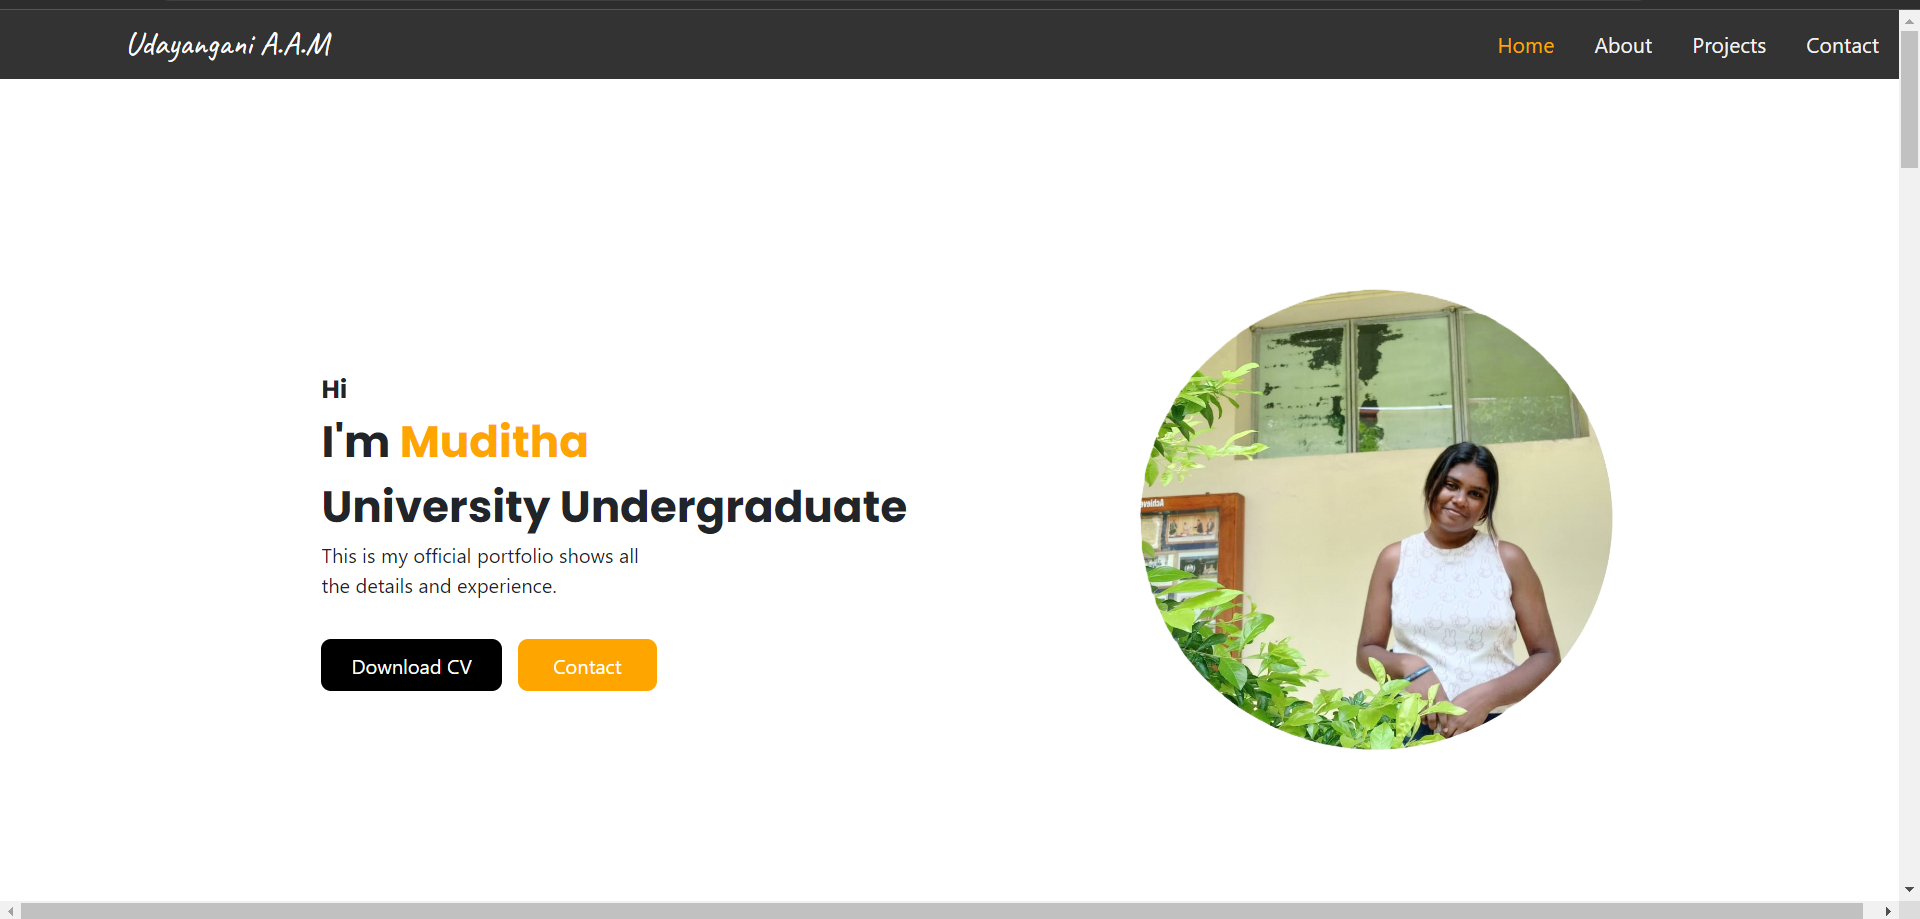 Udayangani A.A.M
Home About Projects Contact
Hi
I'm Muditha
University Undergraduate
This is my official portfolio shows all
the details and experience.
Download CV Contact